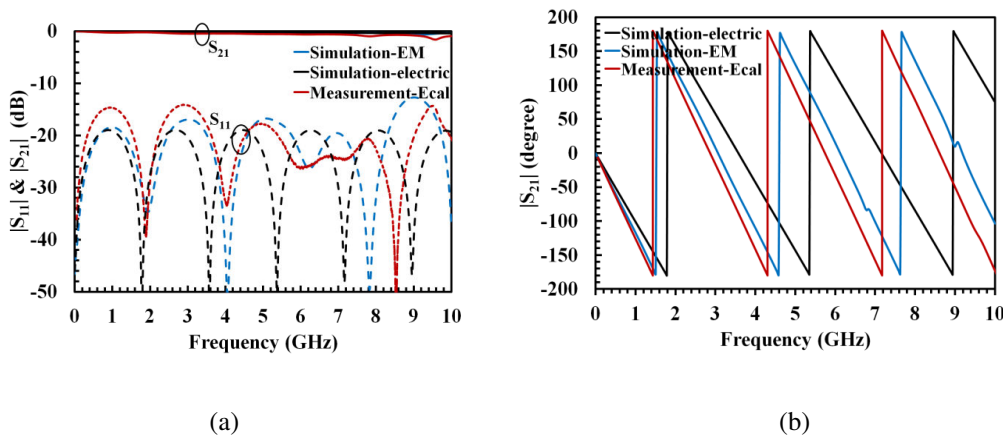 0
-10
-20
-30
-40
-50
|S11| & |S21| (dB)
S21
Simulation-EM
Simulation-electric
Measurement-Ecal
S11
0 1 2 3 4 5 6 7 8 9 10
Frequency (GHz)
(a)
200
150
100
50
0
-50
-100
-150
-200
|S21| (degree)
Simulation-electric
Simulation-EM
Measurement-Ecal
0 1 2 3 4 5 6 7 8 9 10
Frequency (GHz)
(b)